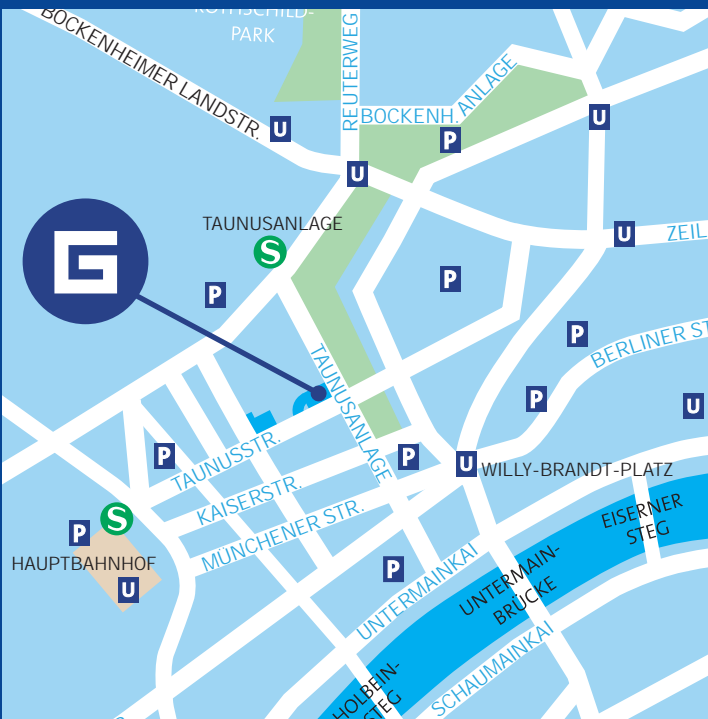 ROTHSCHILD-
PARK
BOCKENHEIMER LANDSTR.
REUTERWEG
BOCKENH.
ANLAGE
U
U
P
U
TAUNUSANLAGE
S
G
P
P
U
ZEIL
P
BERLINER ST
P
U
TAUNUSANLAGE
TAUNUSSTR.
P
P
U
WILLY-BRANDT-PLATZ
KAISERSTR.
MÜNCHENER STR.
S
P
HAUPTBAHNHOF
U
P
EISERNER
STEG
UNTERMAINKAI
UNTERMAIN-
BRÜCKE
SCHAUMAINKAI
HOLBEIN-
STEG